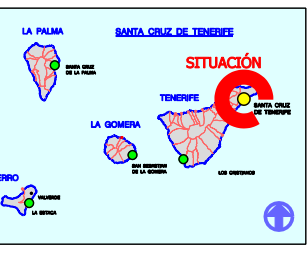 LA PALMA
SANTA CRUZ DE TENERIFE
SITUACIÓN
SANTA CRUZ
DE LA PALMA
TENERIFE
SANTA CRUZ
DE TENERIFE
LA GOMERA
SAN SEBASTIAN
DE LA GOMERA
LOS CRISTIANOS
ERRO
VALVERDE
LA ESTACA